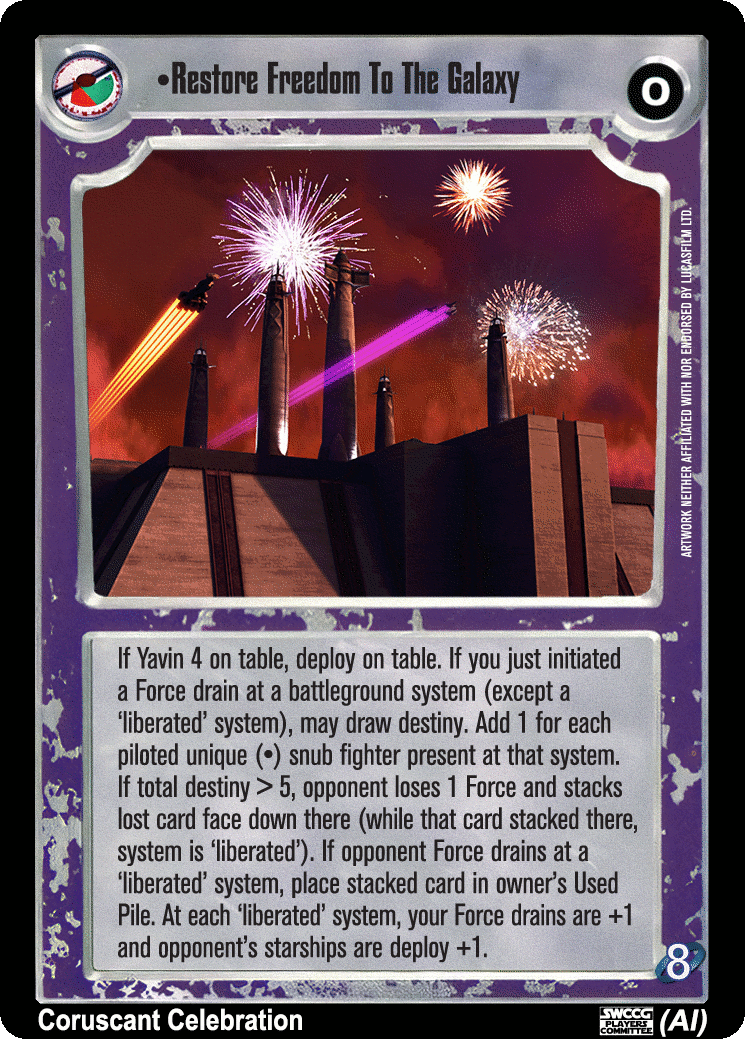 •Restore Freedom To The Galaxy
O
ARTWORK NEITHER AFFILIATED WITH NOR ENDORSED BY LUCASFILM LTD.
If Yavin 4 on table, deploy on table. If you just initiated
a Force drain at a battleground system (except a
‘liberated’ system), may draw destiny. Add 1 for each
piloted unique (•) snub fighter present at that system.
If total destiny > 5, opponent loses 1 Force and stacks
lost card face down there (while that card stacked there,
system is ‘liberated’). If opponent Force drains at a
‘liberated’ system, place stacked card in owner’s Used
Pile. At each ‘liberated’ system, your Force drains are +1
and opponent’s starships are deploy +1.
8
Coruscant Celebration
SWCCG
PLAYERS
COMMITTEE
(AI)